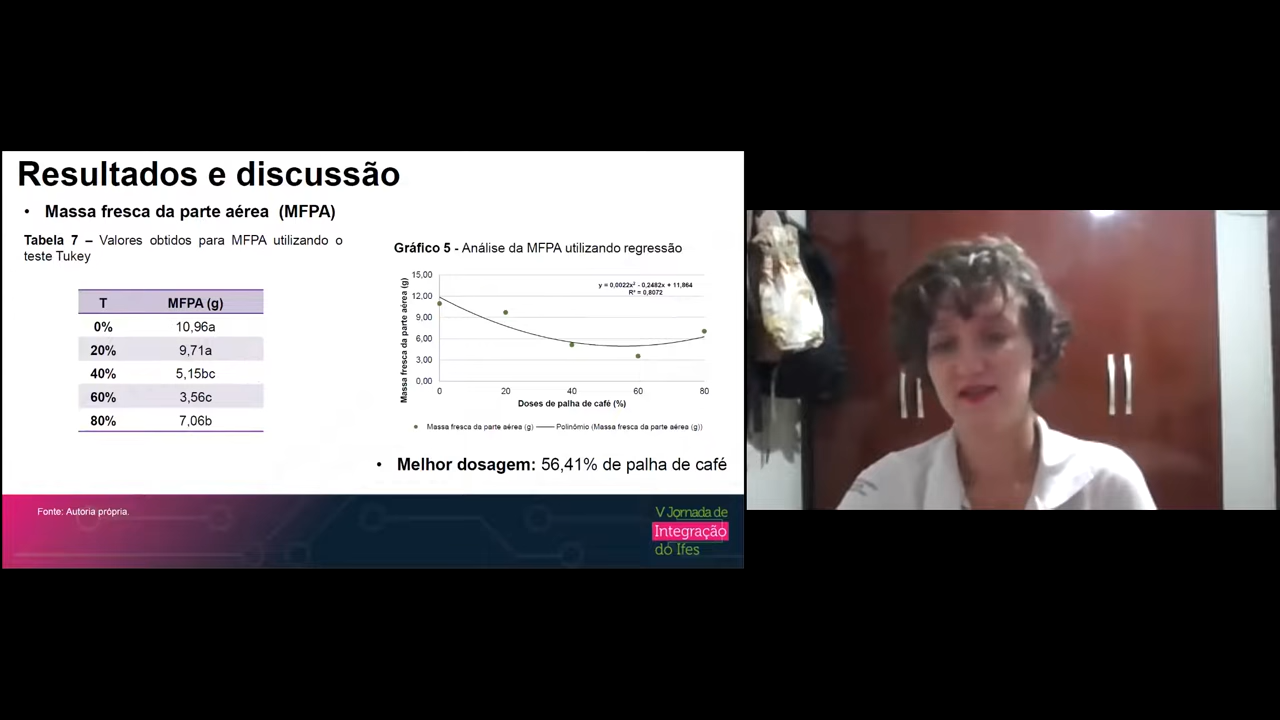 Resultados e discussão
• Massa fresca da parte aérea (MFPA)
Tabela 7 – Valores obtidos para MFPA utilizando o
teste Tukey
T MFPA (g)
0% 10,96a
20% 9,71a
40% 5,15bc
60% 3,56c
80% 7,06b
Gráfico 5 - Análise da MFPA utilizando regressão
Massa fresca da parte aérea (g)
15,00
12,00
9,00
6,00
3,00
0,00
y = 0,0022x² - 0,2482x + 11,864
R² = 0,8072
0 20 40 60 80
Doses de palha de café (%)
Massa fresca da parte aérea (g) Polinômio (Massa fresca da parte aérea (g))
• Melhor dosagem: 56,41% de palha de café
Fonte: Autoria própria.
V Jornada de
Integração
do Ifes